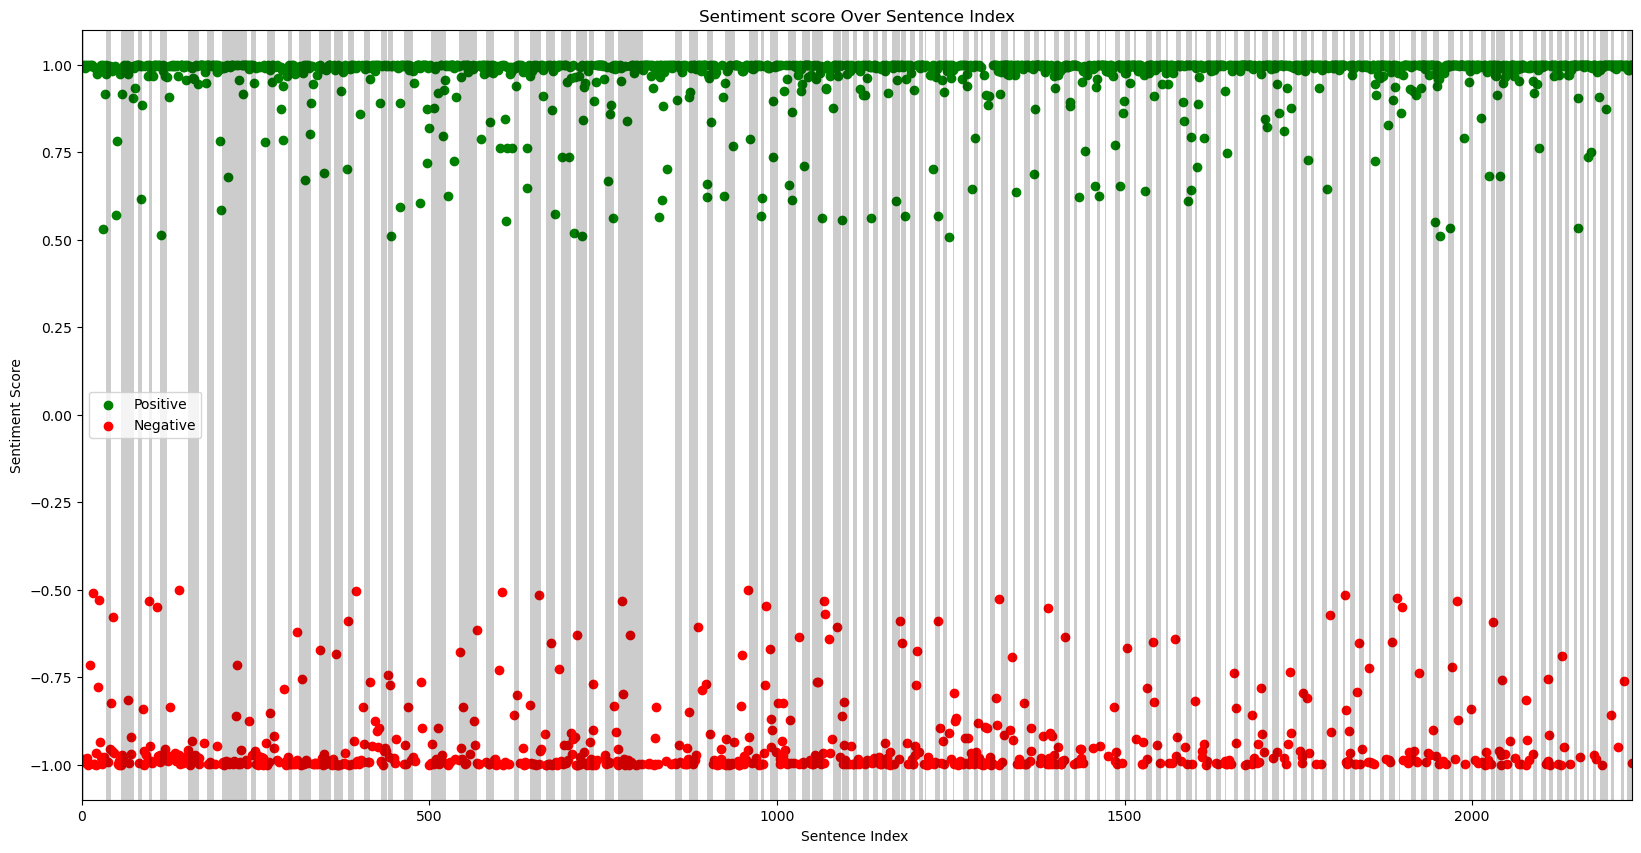 Sentiment score Over Sentence Index
1.00
0.75
0.50
0.25
0.00
−0.25
−0.50
−0.75
−1.00
Sentiment Score
Positive
Negative
0 500 1000 1500 2000
Sentence Index